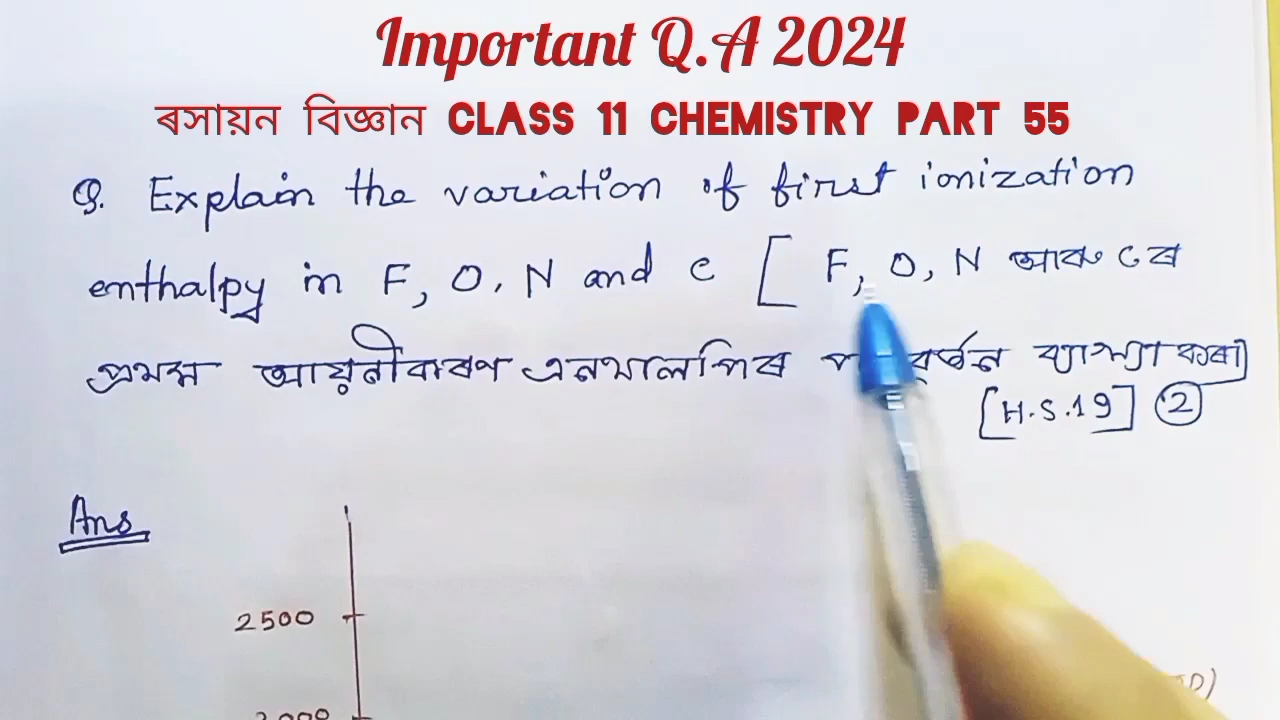 Important Q.A 2024
ৰসায়ন বিজ্ঞান CLASS 11 CHEMISTRY PART 55
Q. Explain the variation of first ionization
enthalpy in F, O, N and C [ F, O, N আৰু C ৰ
প্ৰথম আয়নীকৰণ এনথালপিৰ ব্যাখ্যা কৰা]
[H.S.19] 2
Ans
2500